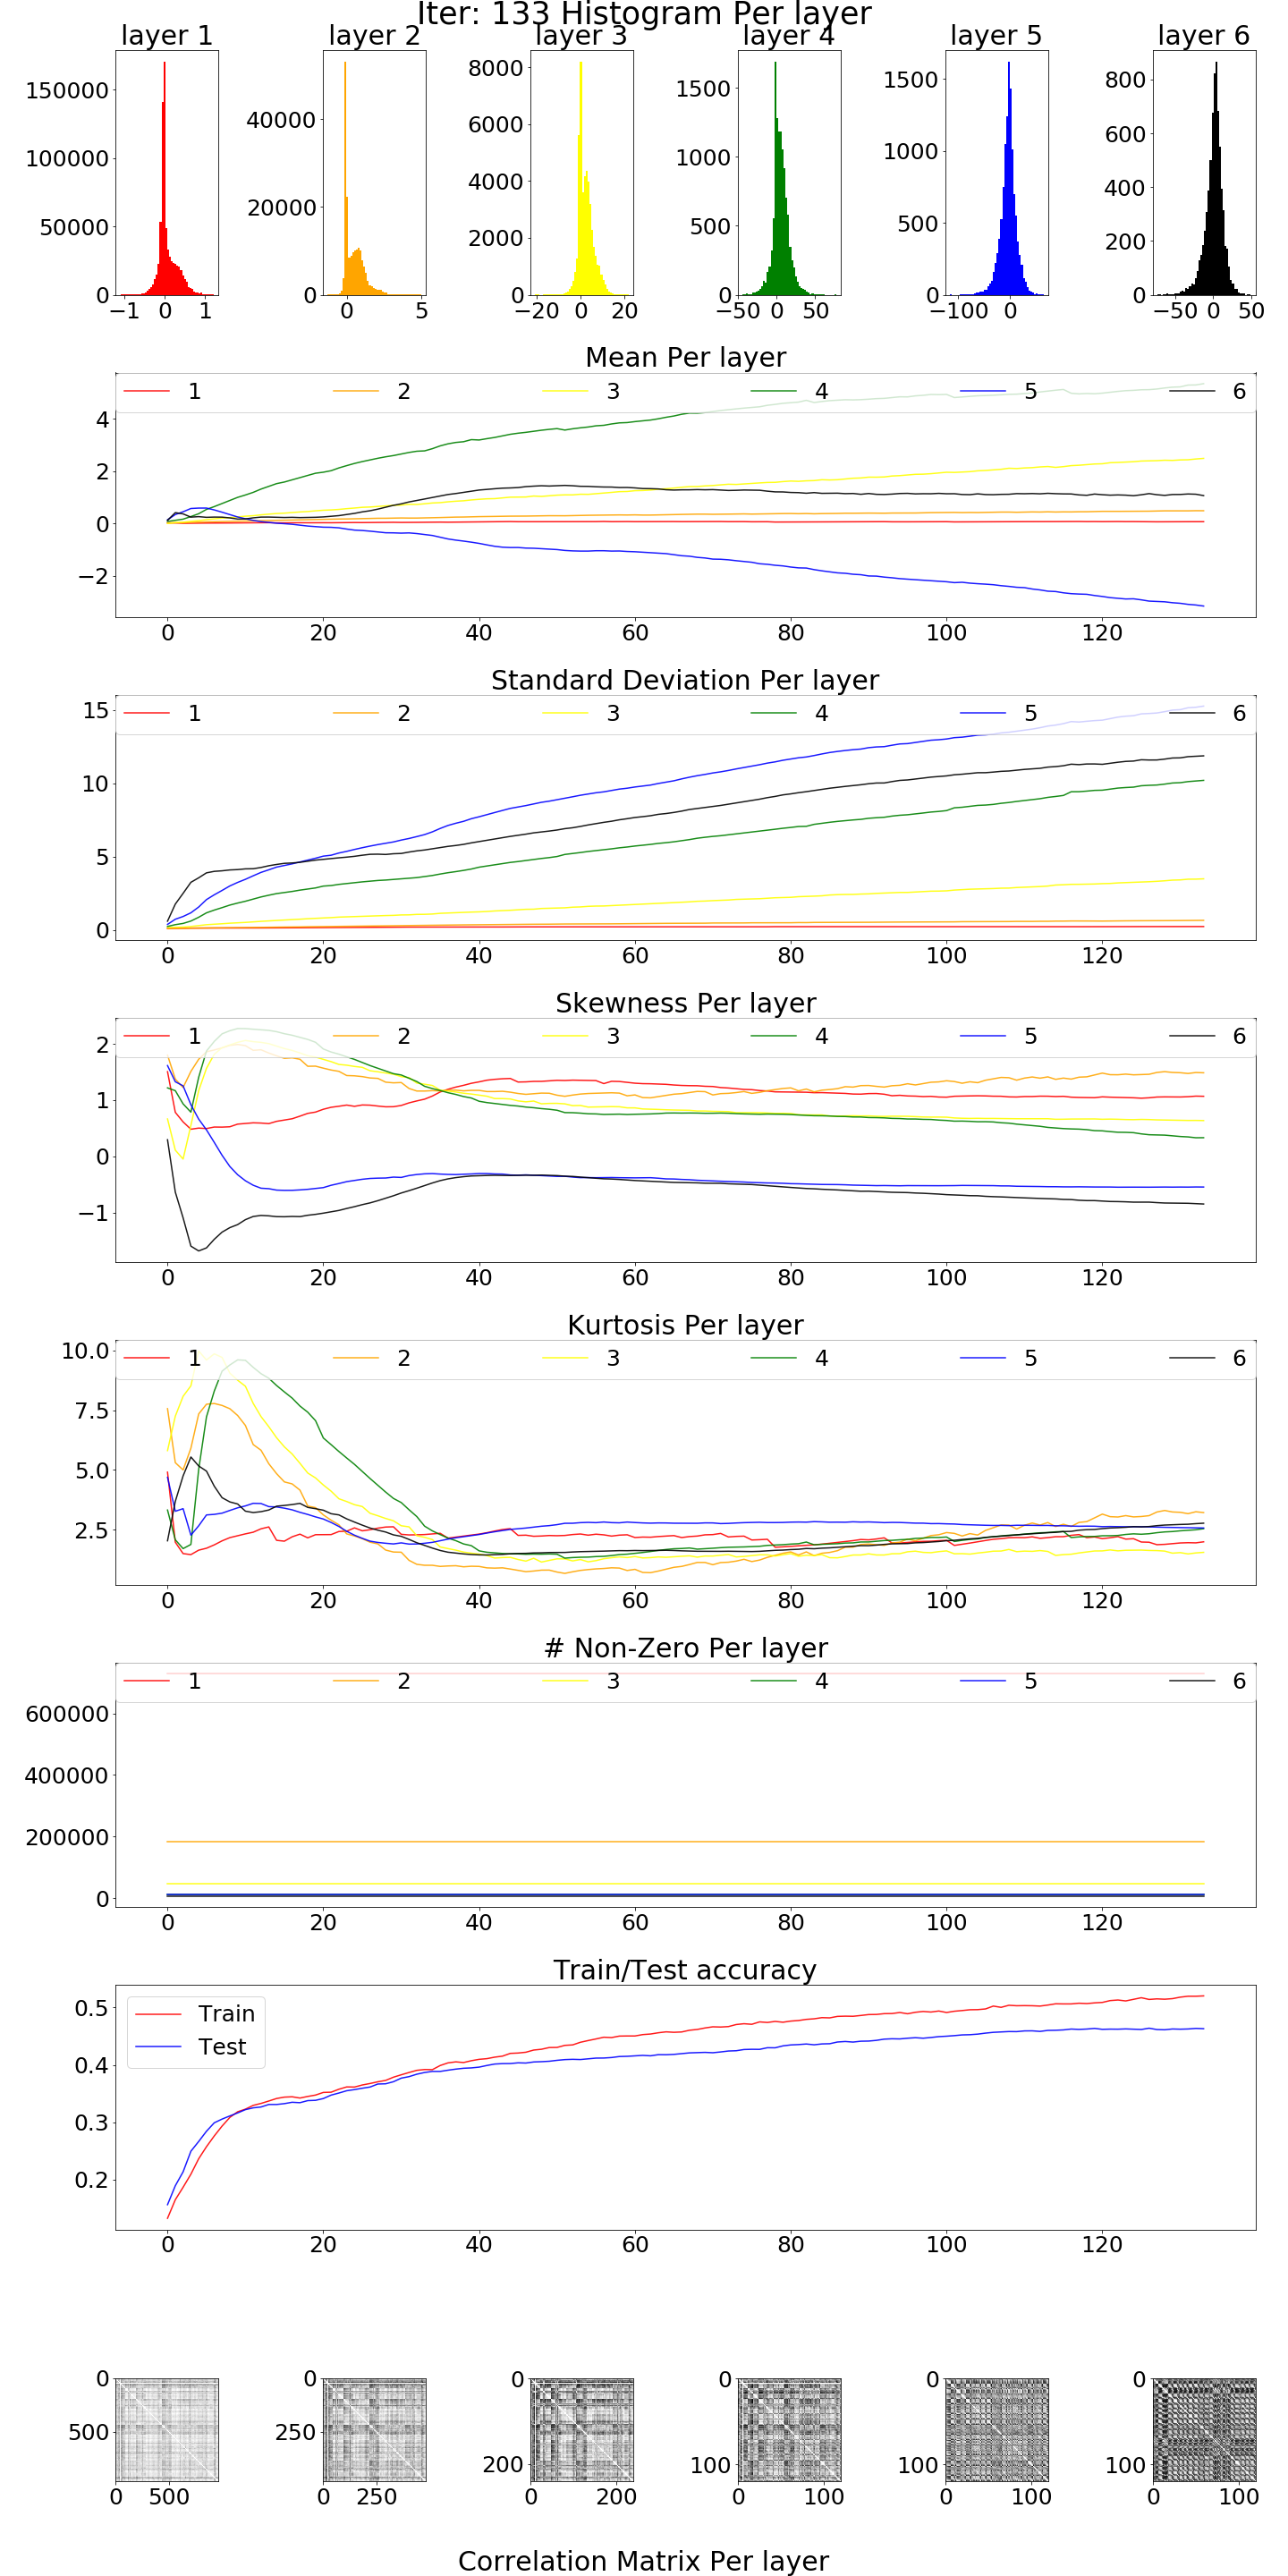 Iter: 133 Histogram Per layer
layer 1 layer 2 layer 3 layer 4 layer 5 layer 6
150000 100000 50000 0
−1 0 1
40000 20000 0
0 5
8000 6000 4000 2000 0
−20 0 20
1500 1000 500 0
−50 0 50
1500 1000 500 0
−100 0
800 600 400 200 0
−50 0 50
Mean Per layer
1 2 3 4 5 6
4
2
0
−2
0 20 40 60 80 100 120
Standard Deviation Per layer
1 2 3 4 5 6
15
10
5
0
0 20 40 60 80 100 120
Skewness Per layer
1 2 3 4 5 6
2
1
0
−1
0 20 40 60 80 100 120
Kurtosis Per layer
1 2 3 4 5 6
10.0
7.5
5.0
2.5
0 20 40 60 80 100 120
# Non-Zero Per layer
1 2 3 4 5 6
600000
400000
200000
0
0 20 40 60 80 100 120
Train/Test accuracy
Train
Test
0.5
0.4
0.3
0.2
0 20 40 60 80 100 120
0 500
0 500
0 250
0 250
0 200
0 200
0 100
0 100
0 100
0 100
0 100
0 100
Correlation Matrix Per layer